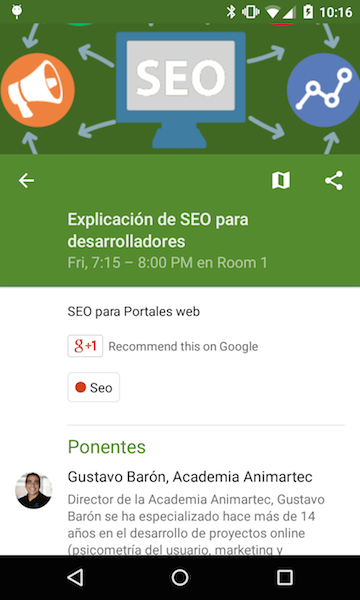 10:16
SEO
Explicación de SEO para
desarrolladores
Fri, 7:15 – 8:00 PM en Room 1
SEO para Portales web
g+1 Recommend this on Google
Seo
Ponentes
Gustavo Barón, Academia Animartec
Director de la Academia Animartec, Gustavo
Barón se ha especializado hace más de 14
años en el desarrollo de proyectos online
(psicometría del usuario, marketing y